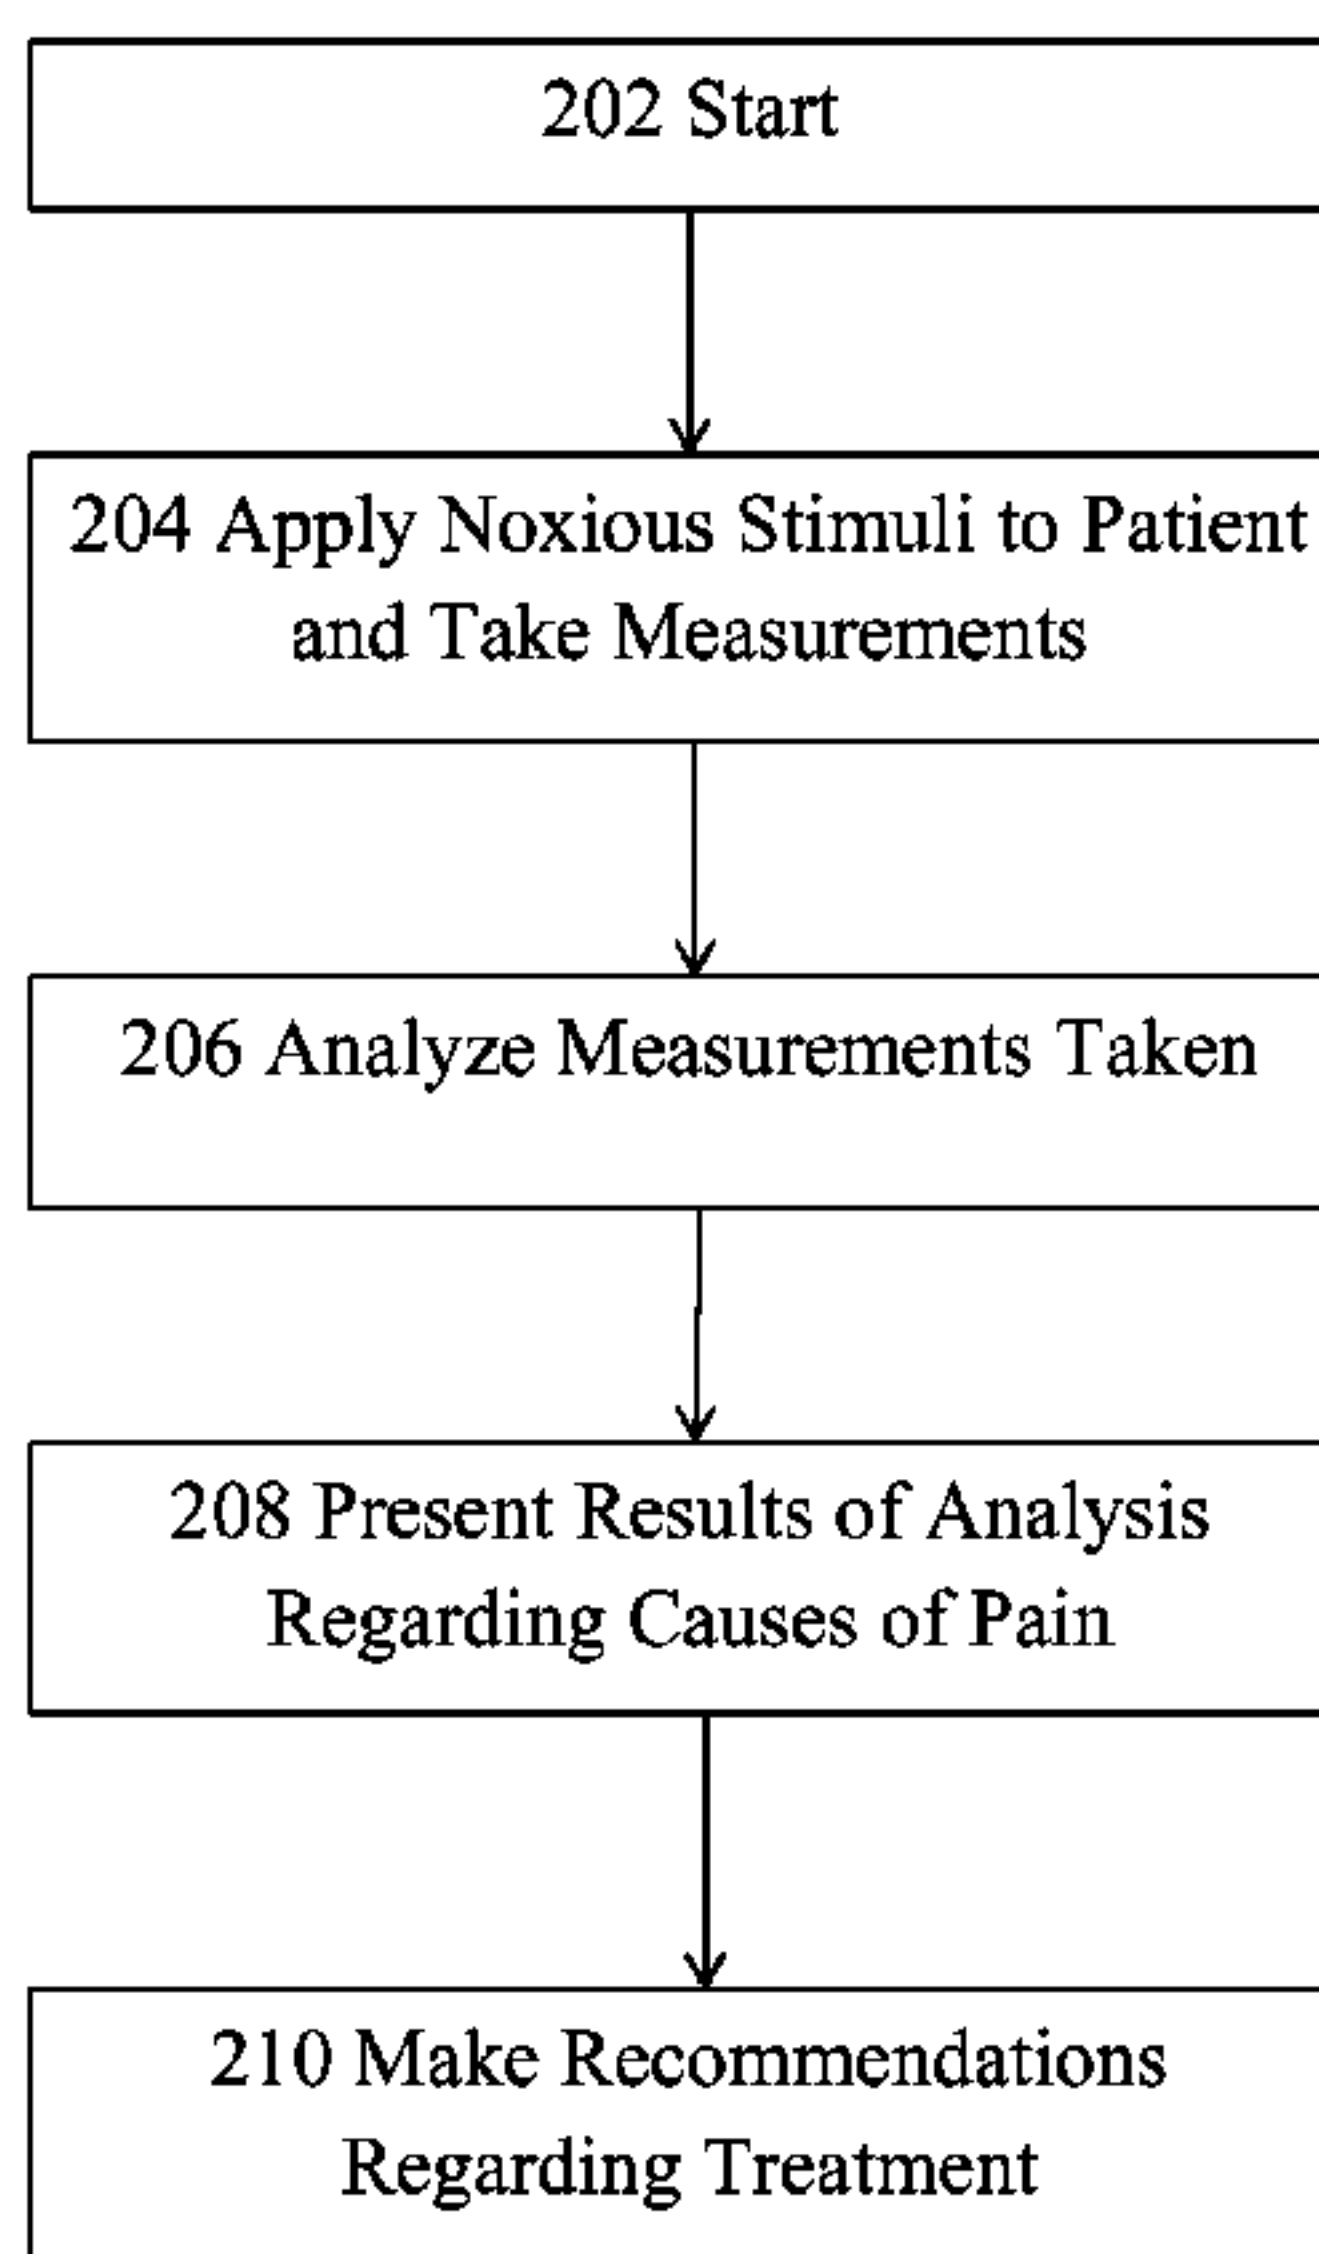 202 Start
204 Apply Noxious Stimuli to Patient
and Take Measurements
206 Analyze Measurements Taken
208 Present Results of Analysis
Regarding Causes of Pain
210 Make Recommendations
Regarding Treatment